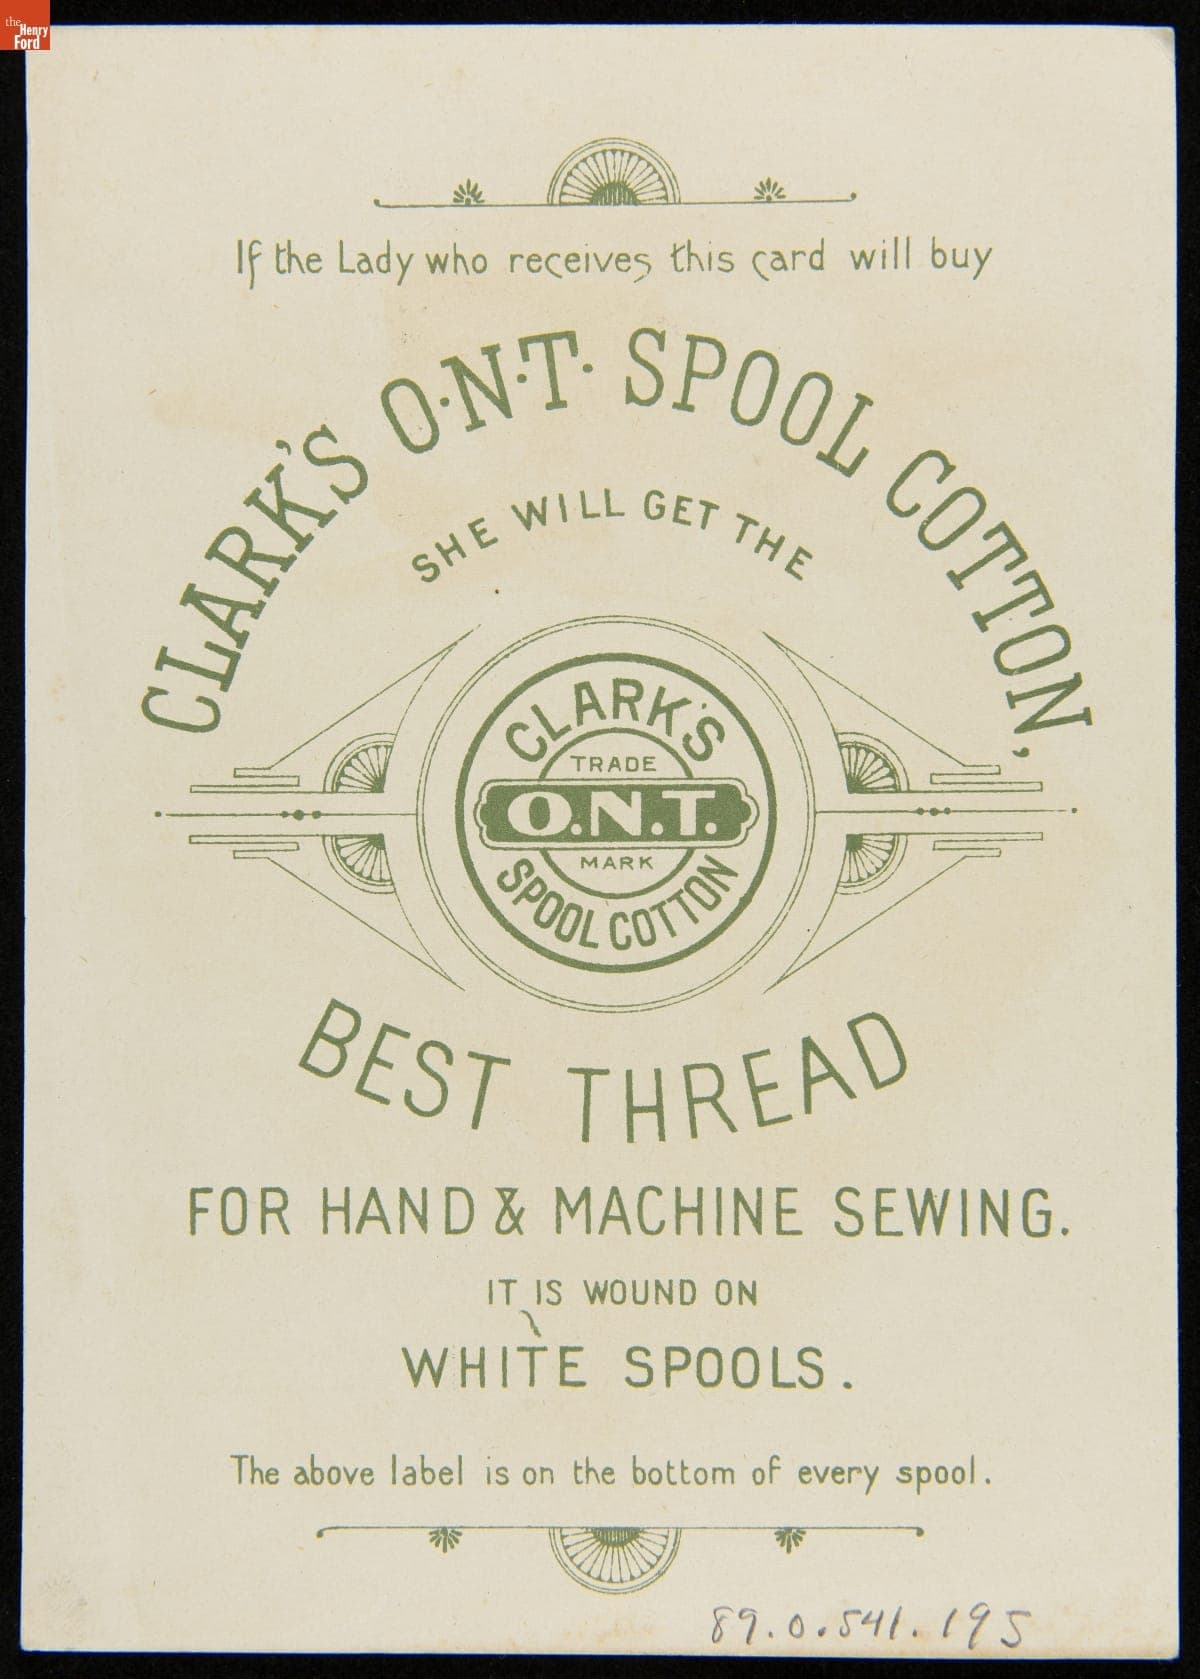 the
Henry
Ford
If the Lady who receives this card will buy
CLARK'S O·N·T· SPOOL COTTON,
SHE WILL GET THE
CLARK'S
TRADE
O.N.T.
MARK
SPOOL COTTON
BEST THREAD
FOR HAND & MACHINE SEWING.
IT IS WOUND ON
WHITE SPOOLS.
The above label is on the bottom of every spool.
89.0.541.195